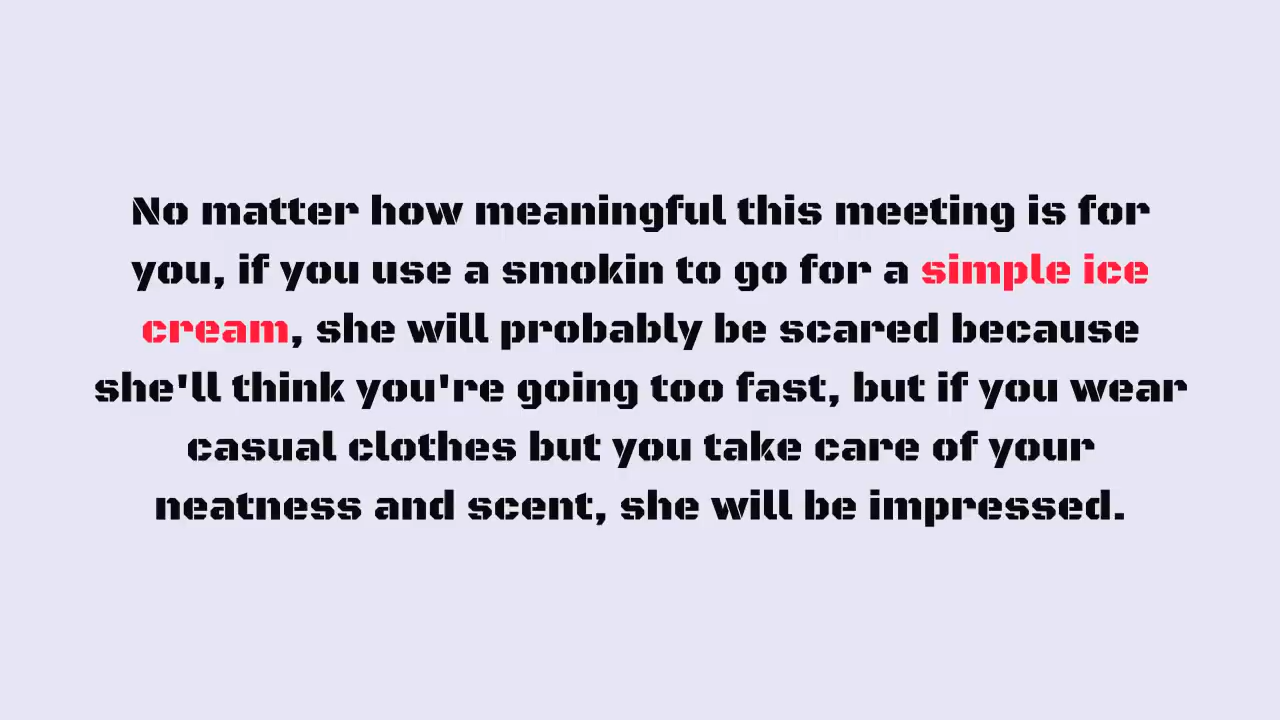 No matter how meaningful this meeting is for
you, if you use a smokin to go for a simple ice
cream, she will probably be scared because
she'll think you're going too fast, but if you wear
casual clothes but you take care of your
neatness and scent, she will be impressed.